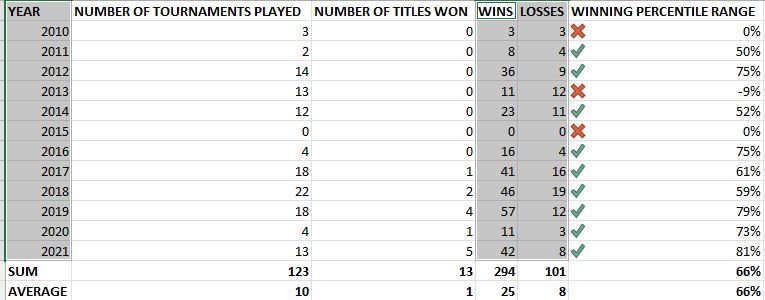 YEAR NUMBER OF TOURNAMENTS PLAYED NUMBER OF TITLES WON WINS LOSSES WINNING PERCENTILE RANGE
2010 3 0 3 3 0%
2011 2 0 8 4 50%
2012 14 0 36 9 75%
2013 13 0 11 12 -9%
2014 12 0 23 11 52%
2015 0 0 0 0 0%
2016 4 0 16 4 75%
2017 18 1 41 16 61%
2018 22 2 46 19 59%
2019 18 4 57 12 79%
2020 4 1 11 3 73%
2021 13 5 42 8 81%
SUM 123 13 294 101 66%
AVERAGE 10 1 25 8 66%